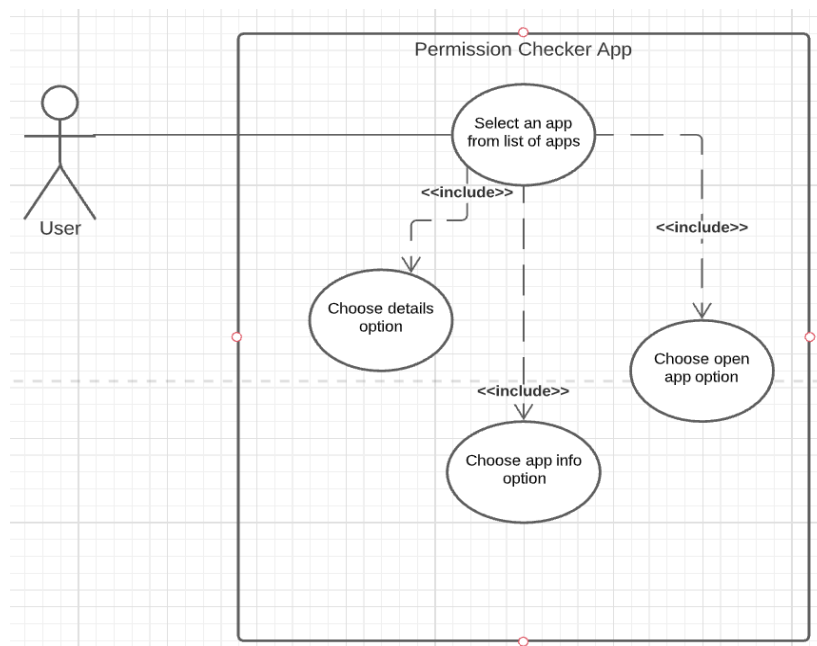 Permission Checker App
Select an app
from list of apps
<<include>>
<<include>>
User
Choose details
option
Choose open
app option
<<include>>
Choose app info
option